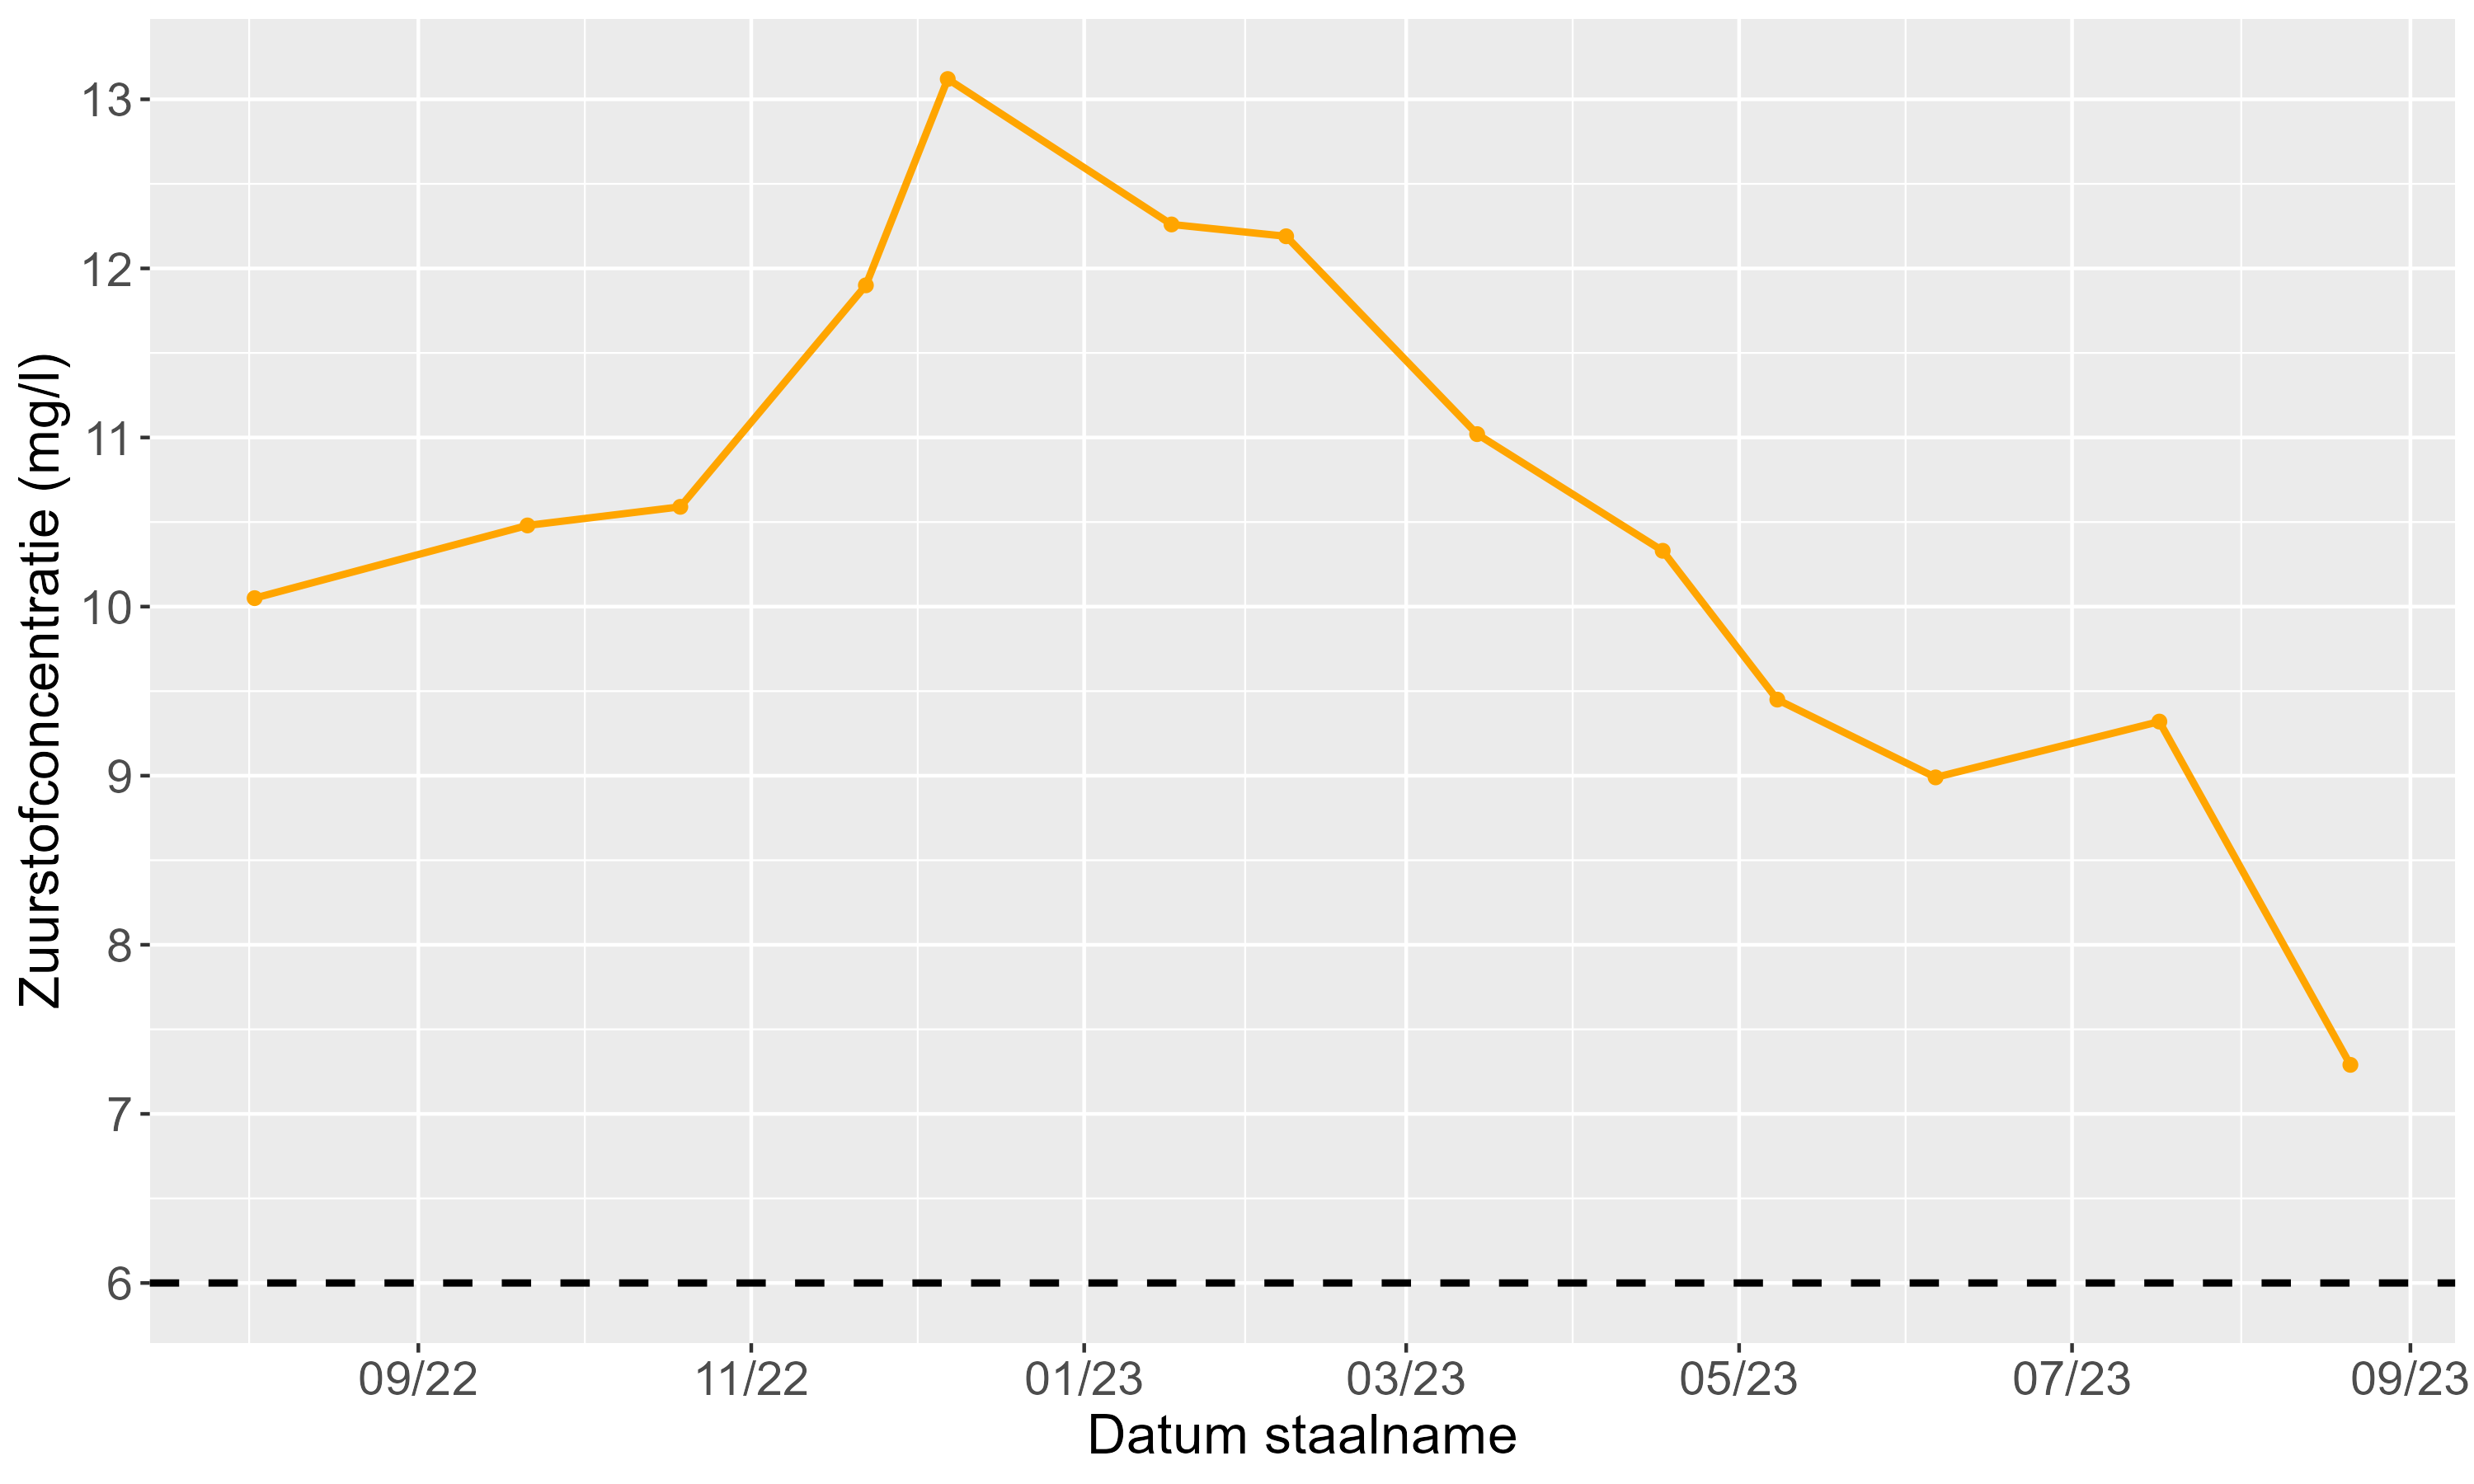 Zuurstofconcentratie (mg/l)
13
12
11
10
9
8
7
6
09/22 11/22 01/23 03/23 05/23 07/23 09/23
Datum staalname